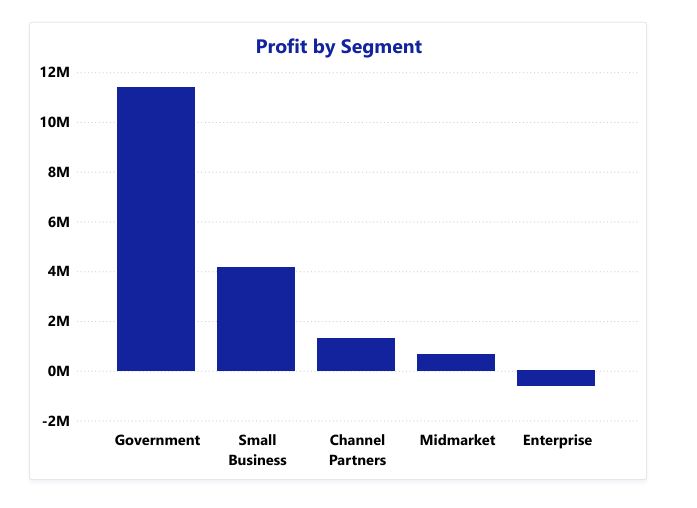 Profit by Segment
12M
10M
8M
6M
4M
2M
0M
-2M
Government
Small
Business
Channel
Partners
Midmarket
Enterprise